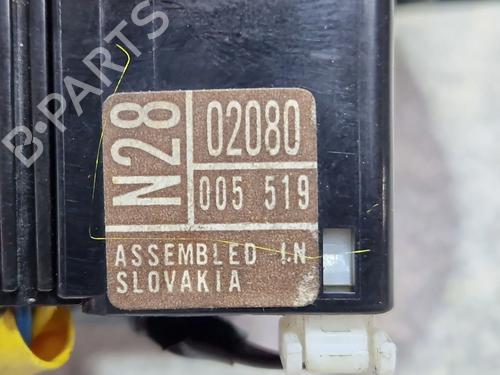 B-PARTS
N28
02080
005 519
ASSEMBLED IN
SLOVAKIA